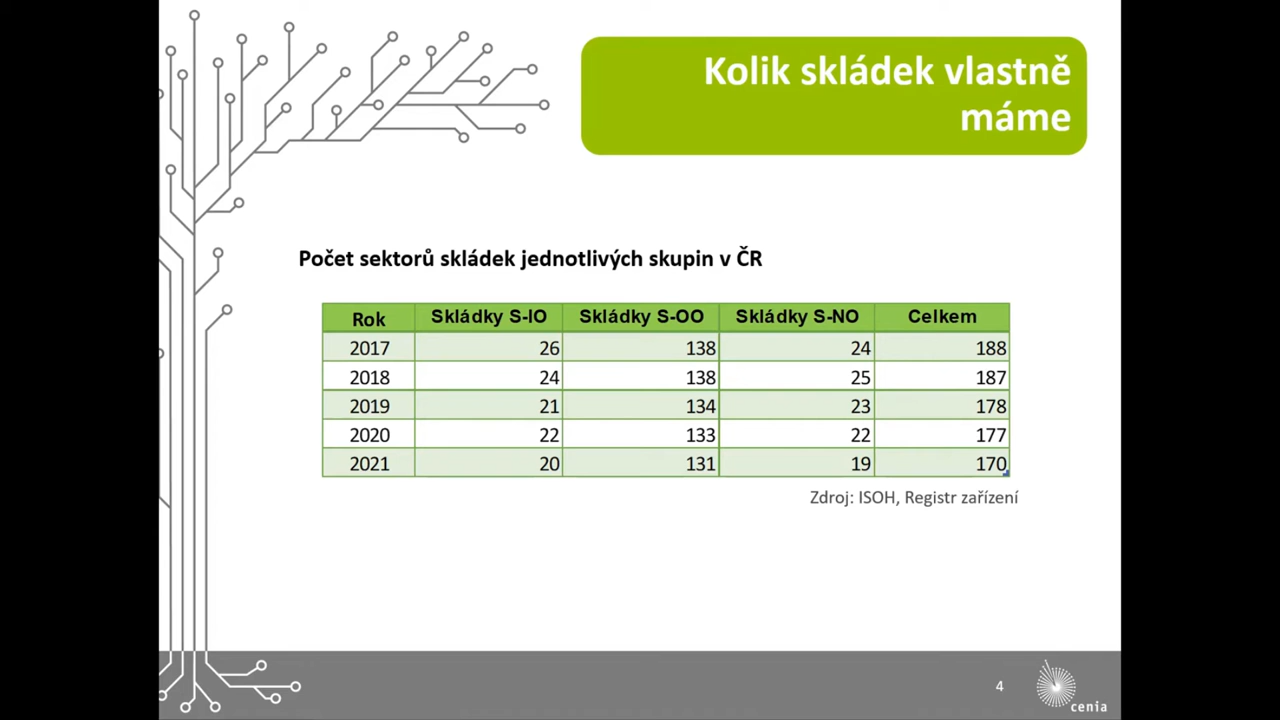 Kolik skládek vlastně
máme
Počet sektorů skládek jednotlivých skupin v ČR
Rok Skládky S-IO Skládky S-OO Skládky S-NO Celkem
2017 26 138 24 188
2018 24 138 25 187
2019 21 134 23 178
2020 22 133 22 177
2021 20 131 19 170
Zdroj: ISOH, Registr zařízení
4
cenia